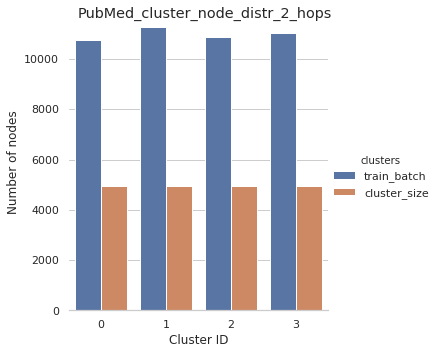 PubMed_cluster_node_distr_2_hops
10000
8000
6000
4000
2000
0
Number of nodes
0 1 2 3
Cluster ID
clusters
train_batch
cluster_size